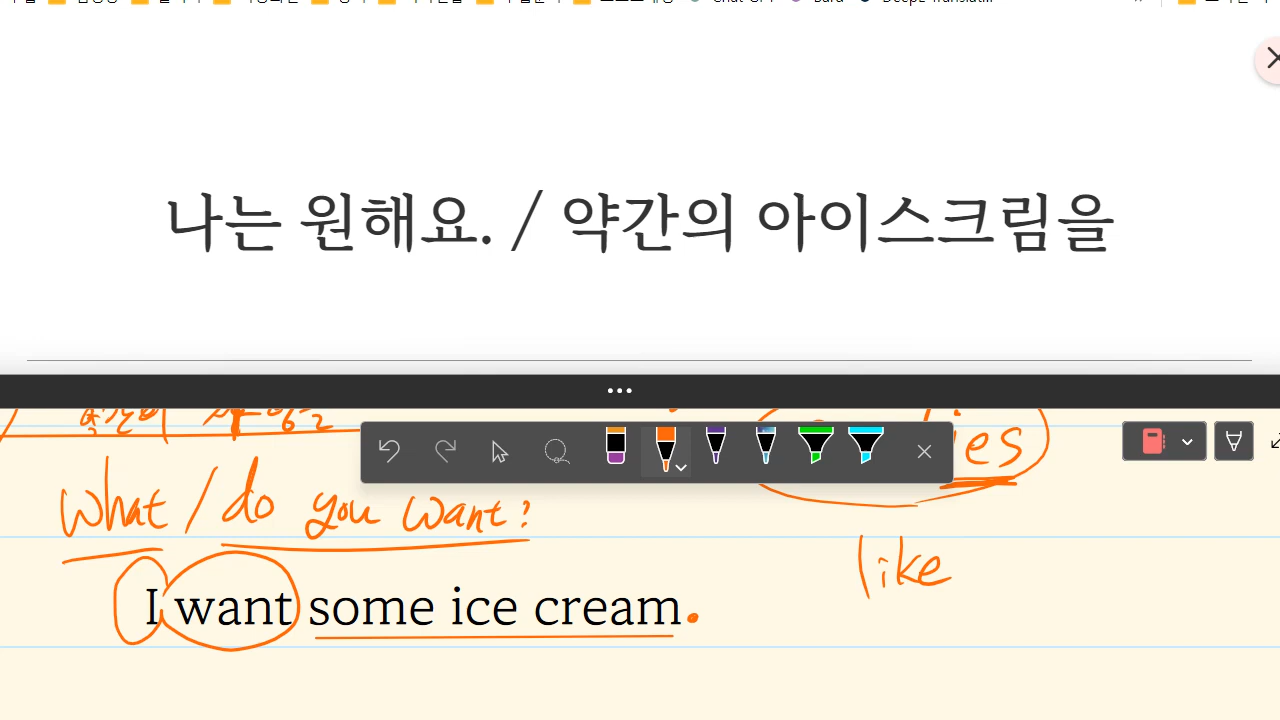 나는 원해요. / 약간의 아이스크림을
ies
What / do you want?
like
I want some ice cream.